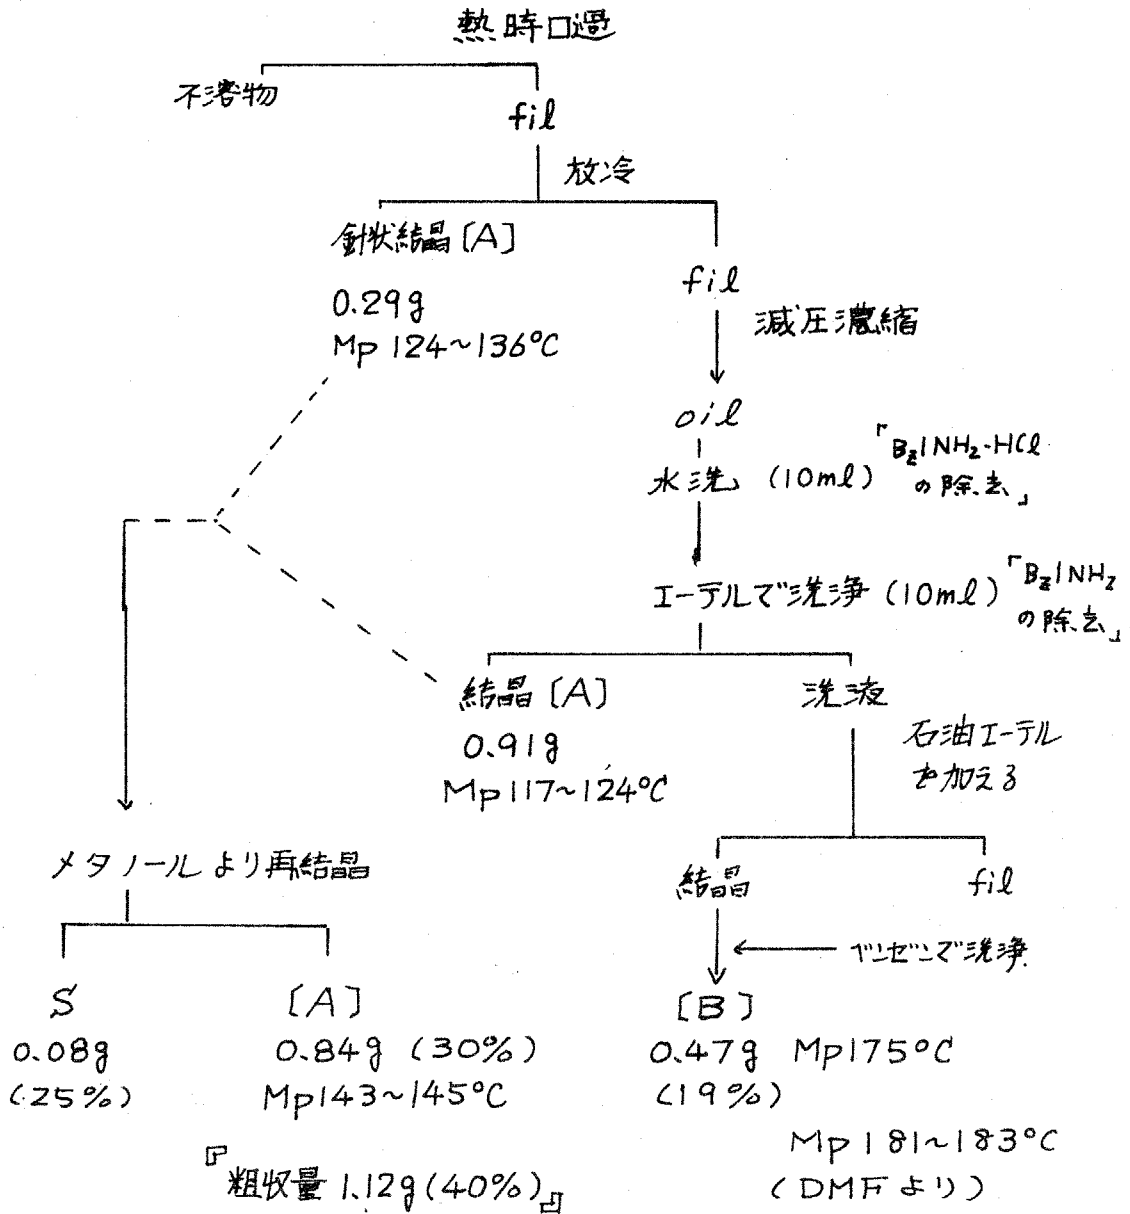 熱時ロ過
不溶物
fil
放冷
針状結晶〔A〕
0.29g
Mp 124~136°C
fil
減圧濃縮
oil
水洗 (10ml)
「BzlNH₂・HCl
の除去」
エーテルで洗浄 (10ml)
「BzlNH₂
の除去」
結晶〔A〕
0.91g
Mp 117~124°C
洗液
石油エーテル
を加える
メタノールより再結晶
結晶
fil
ベンゼンで洗浄
S
0.08g
(25%)
〔A〕
0.84g (30%)
Mp143~145°C
〔B〕
0.47g Mp175°C
(19%)
Mp 181~183°C
(DMFより)
『粗収量 1.12g(40%)』